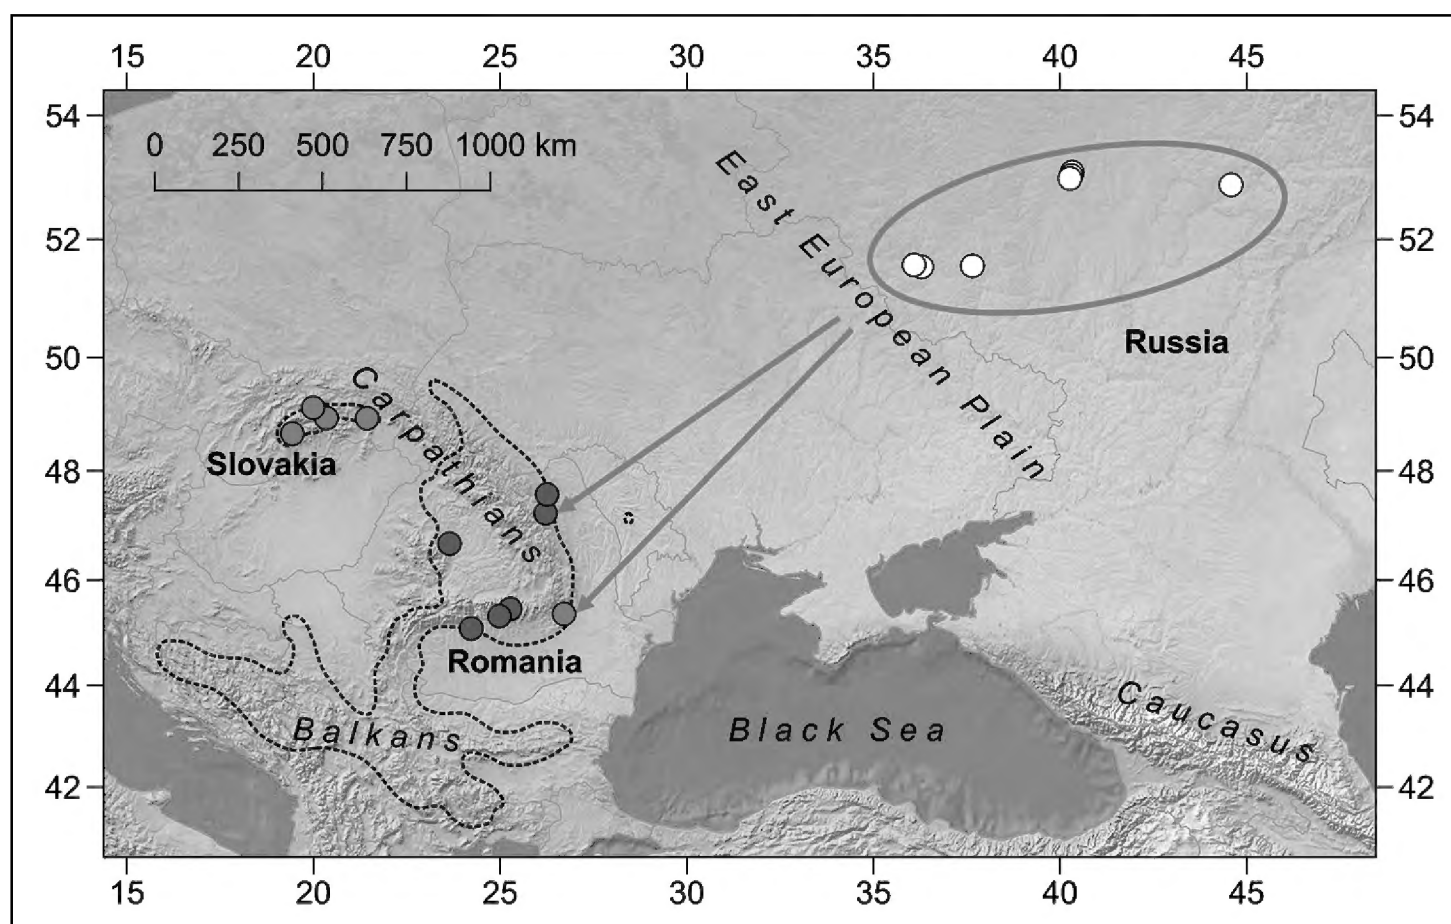 15 20 25 30 35 40 45
54 54
0 250 500 750 1000 km
East European Plain
52 52
Russia
50 50
Carpathians
Slovakia
48 48
46 46
Romania
44 44
Balkans
Black Sea
Caucasus
42 42
15 20 25 30 35 40 45